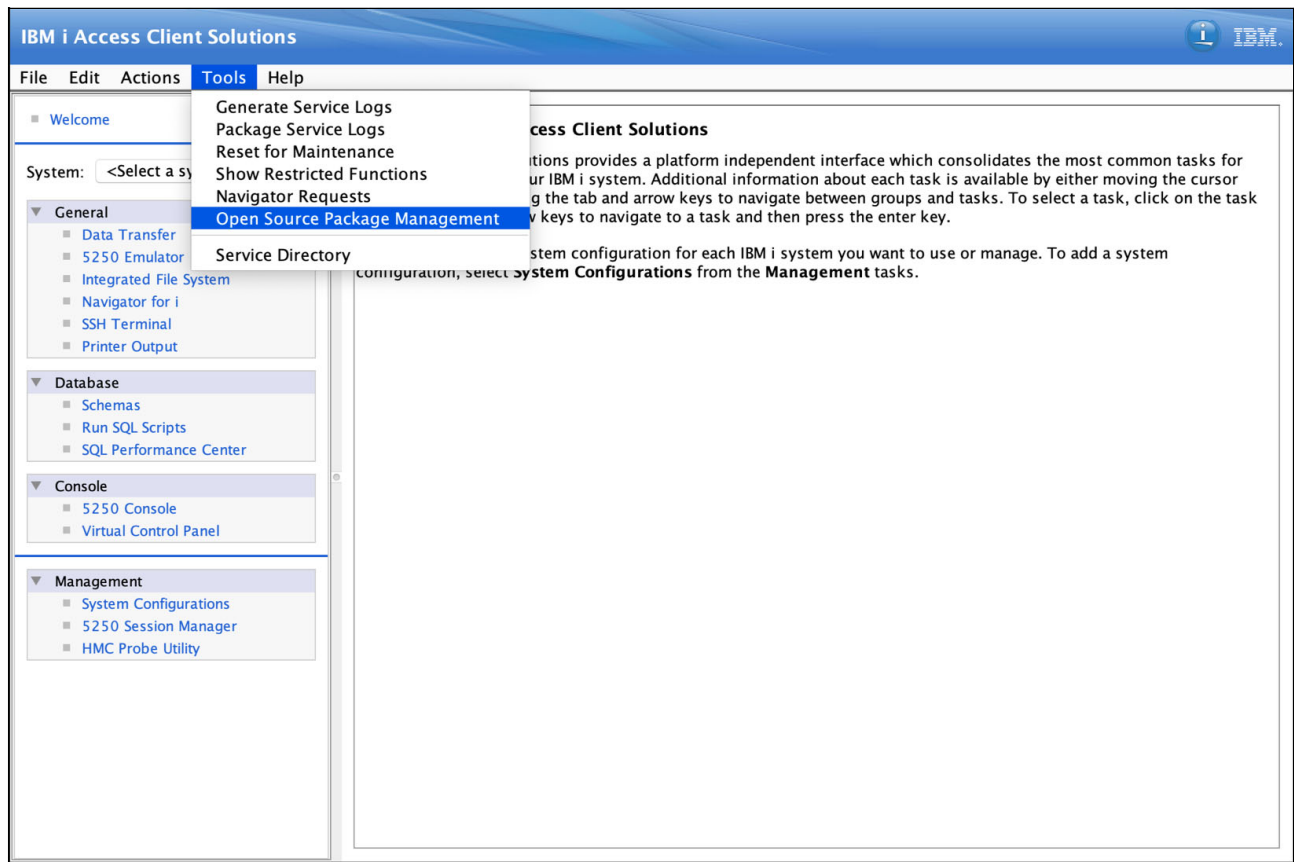 IBM i Access Client Solutions
i IBM.
File Edit Actions Tools Help
Generate Service Logs
Package Service Logs
Reset for Maintenance
Show Restricted Functions
Navigator Requests
Open Source Package Management
Service Directory
Welcome
System: <Select a sy
General
Data Transfer
5250 Emulator
Integrated File System
Navigator for i
SSH Terminal
Printer Output
Database
Schemas
Run SQL Scripts
SQL Performance Center
Console
5250 Console
Virtual Control Panel
Management
System Configurations
5250 Session Manager
HMC Probe Utility
cess Client Solutions
tions provides a platform independent interface which consolidates the most common tasks for
ur IBM i system. Additional information about each task is available by either moving the cursor
g the tab and arrow keys to navigate between groups and tasks. To select a task, click on the task
keys to navigate to a task and then press the enter key.
stem configuration for each IBM i system you want to use or manage. To add a system
configuration, select System Configurations from the Management tasks.